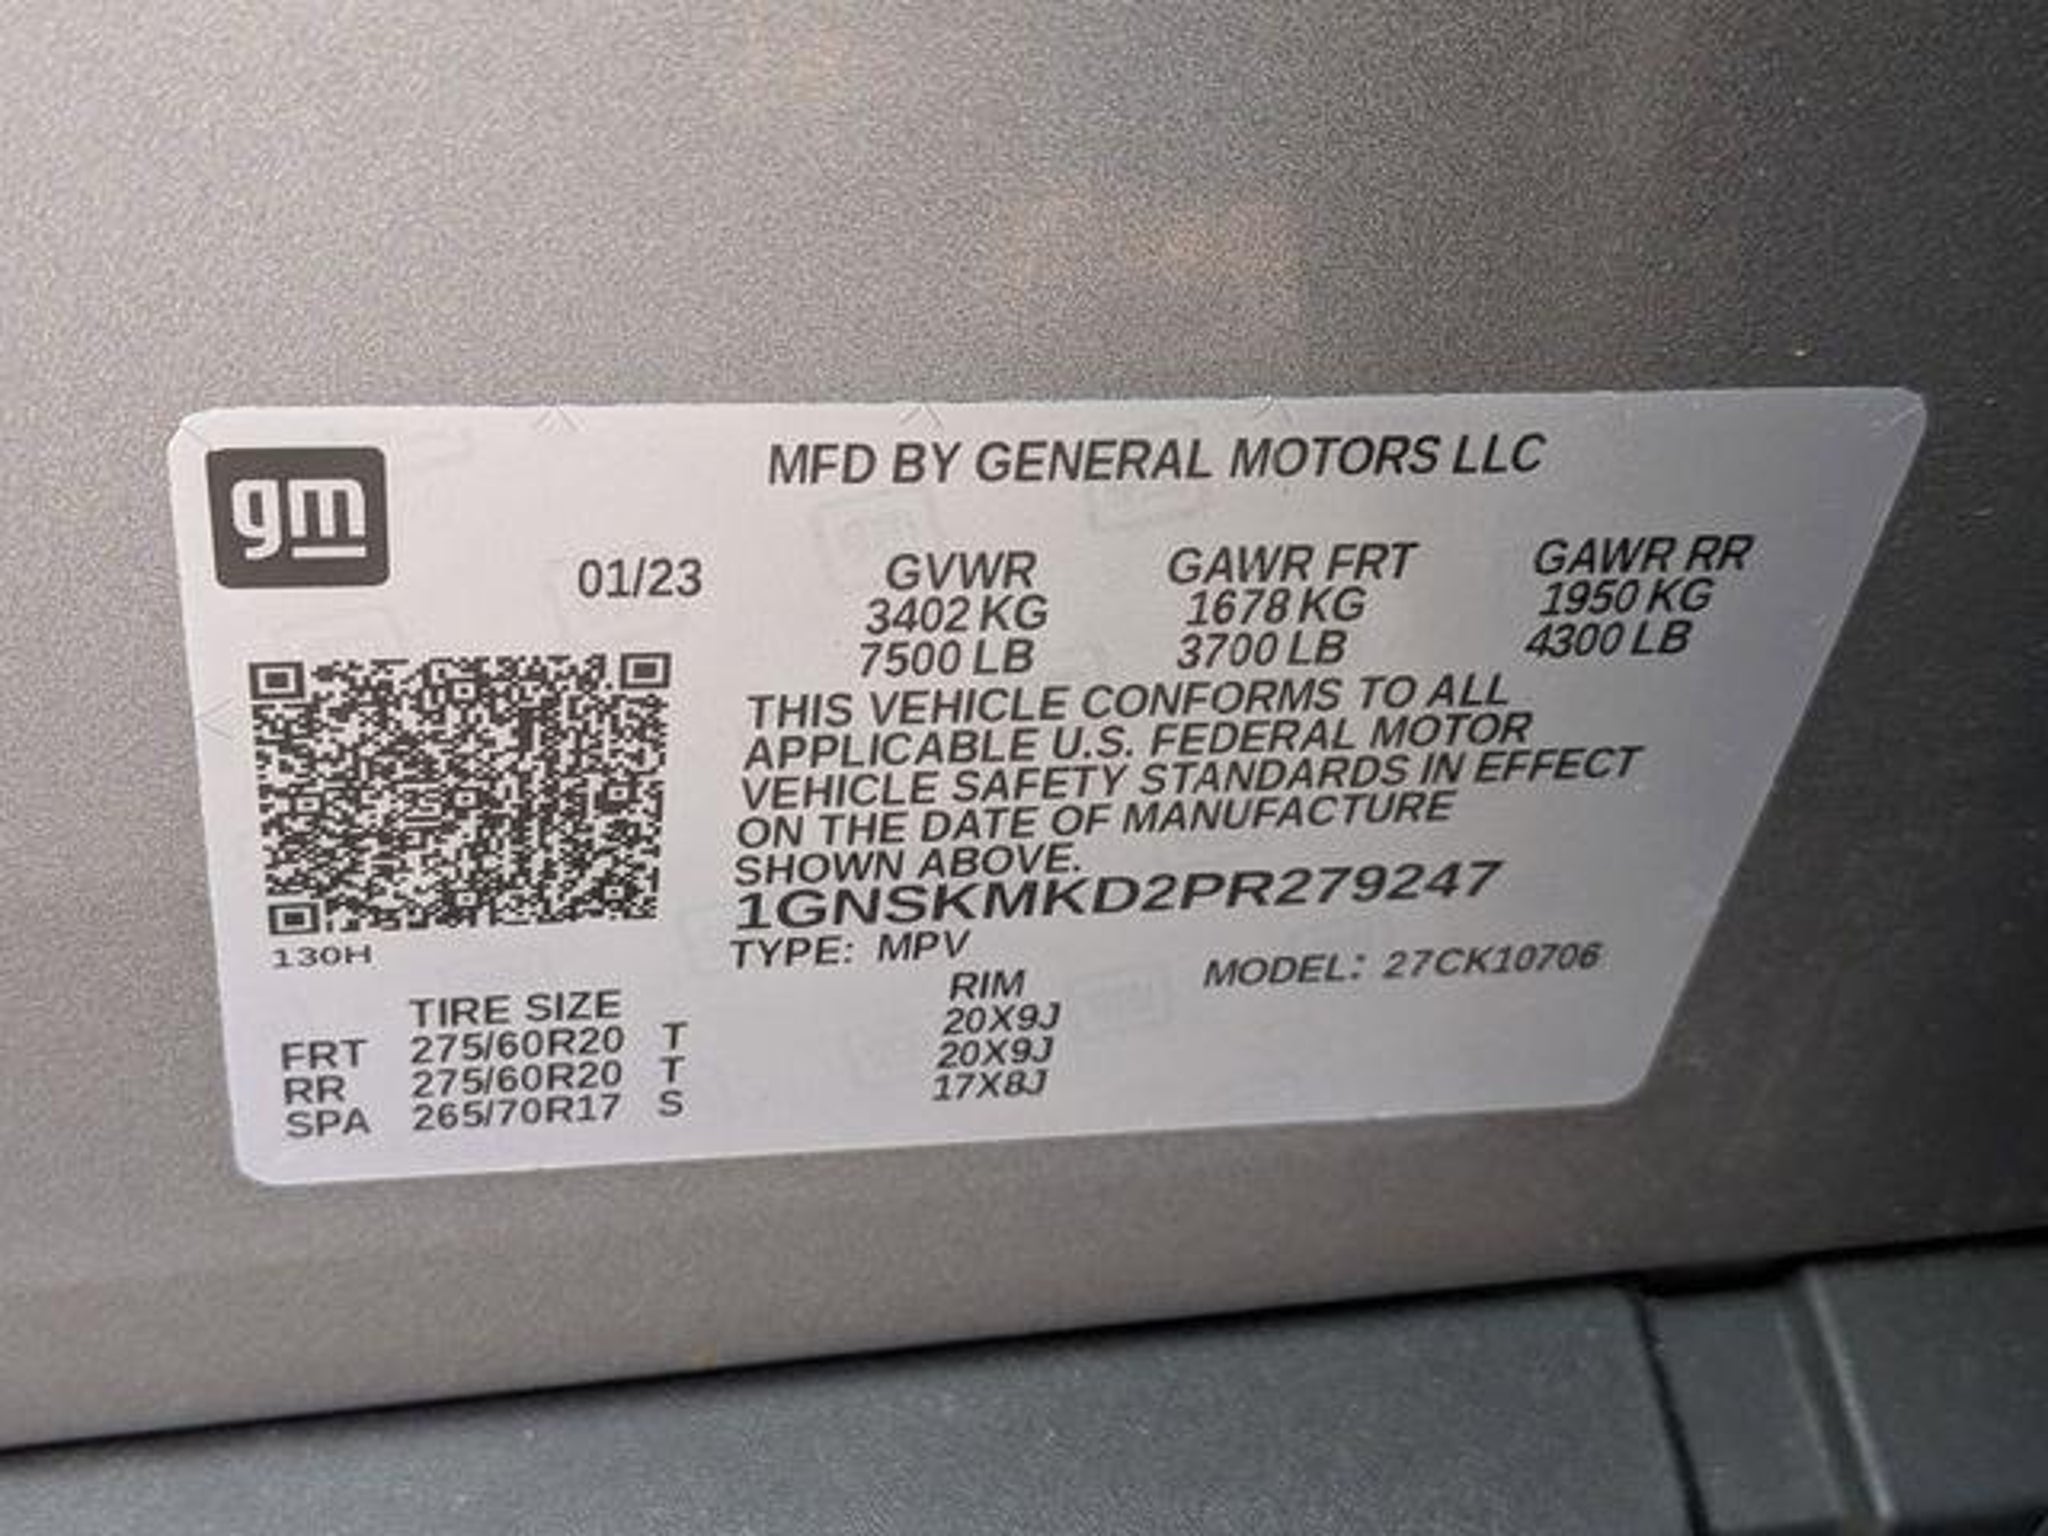 gm
MFD BY GENERAL MOTORS LLC
01/23
GVWR GAWR FRT GAWR RR
3402 KG 1678 KG 1950 KG
7500 LB 3700 LB 4300 LB
THIS VEHICLE CONFORMS TO ALL
APPLICABLE U.S. FEDERAL MOTOR
VEHICLE SAFETY STANDARDS IN EFFECT
ON THE DATE OF MANUFACTURE
SHOWN ABOVE.
1GNSKMKD2PR279247
130H
TYPE: MPV MODEL: 27CK10706
TIRE SIZE RIM
FRT 275/60R20 T 20X9J
RR 275/60R20 T 20X9J
SPA 265/70R17 S 17X8J